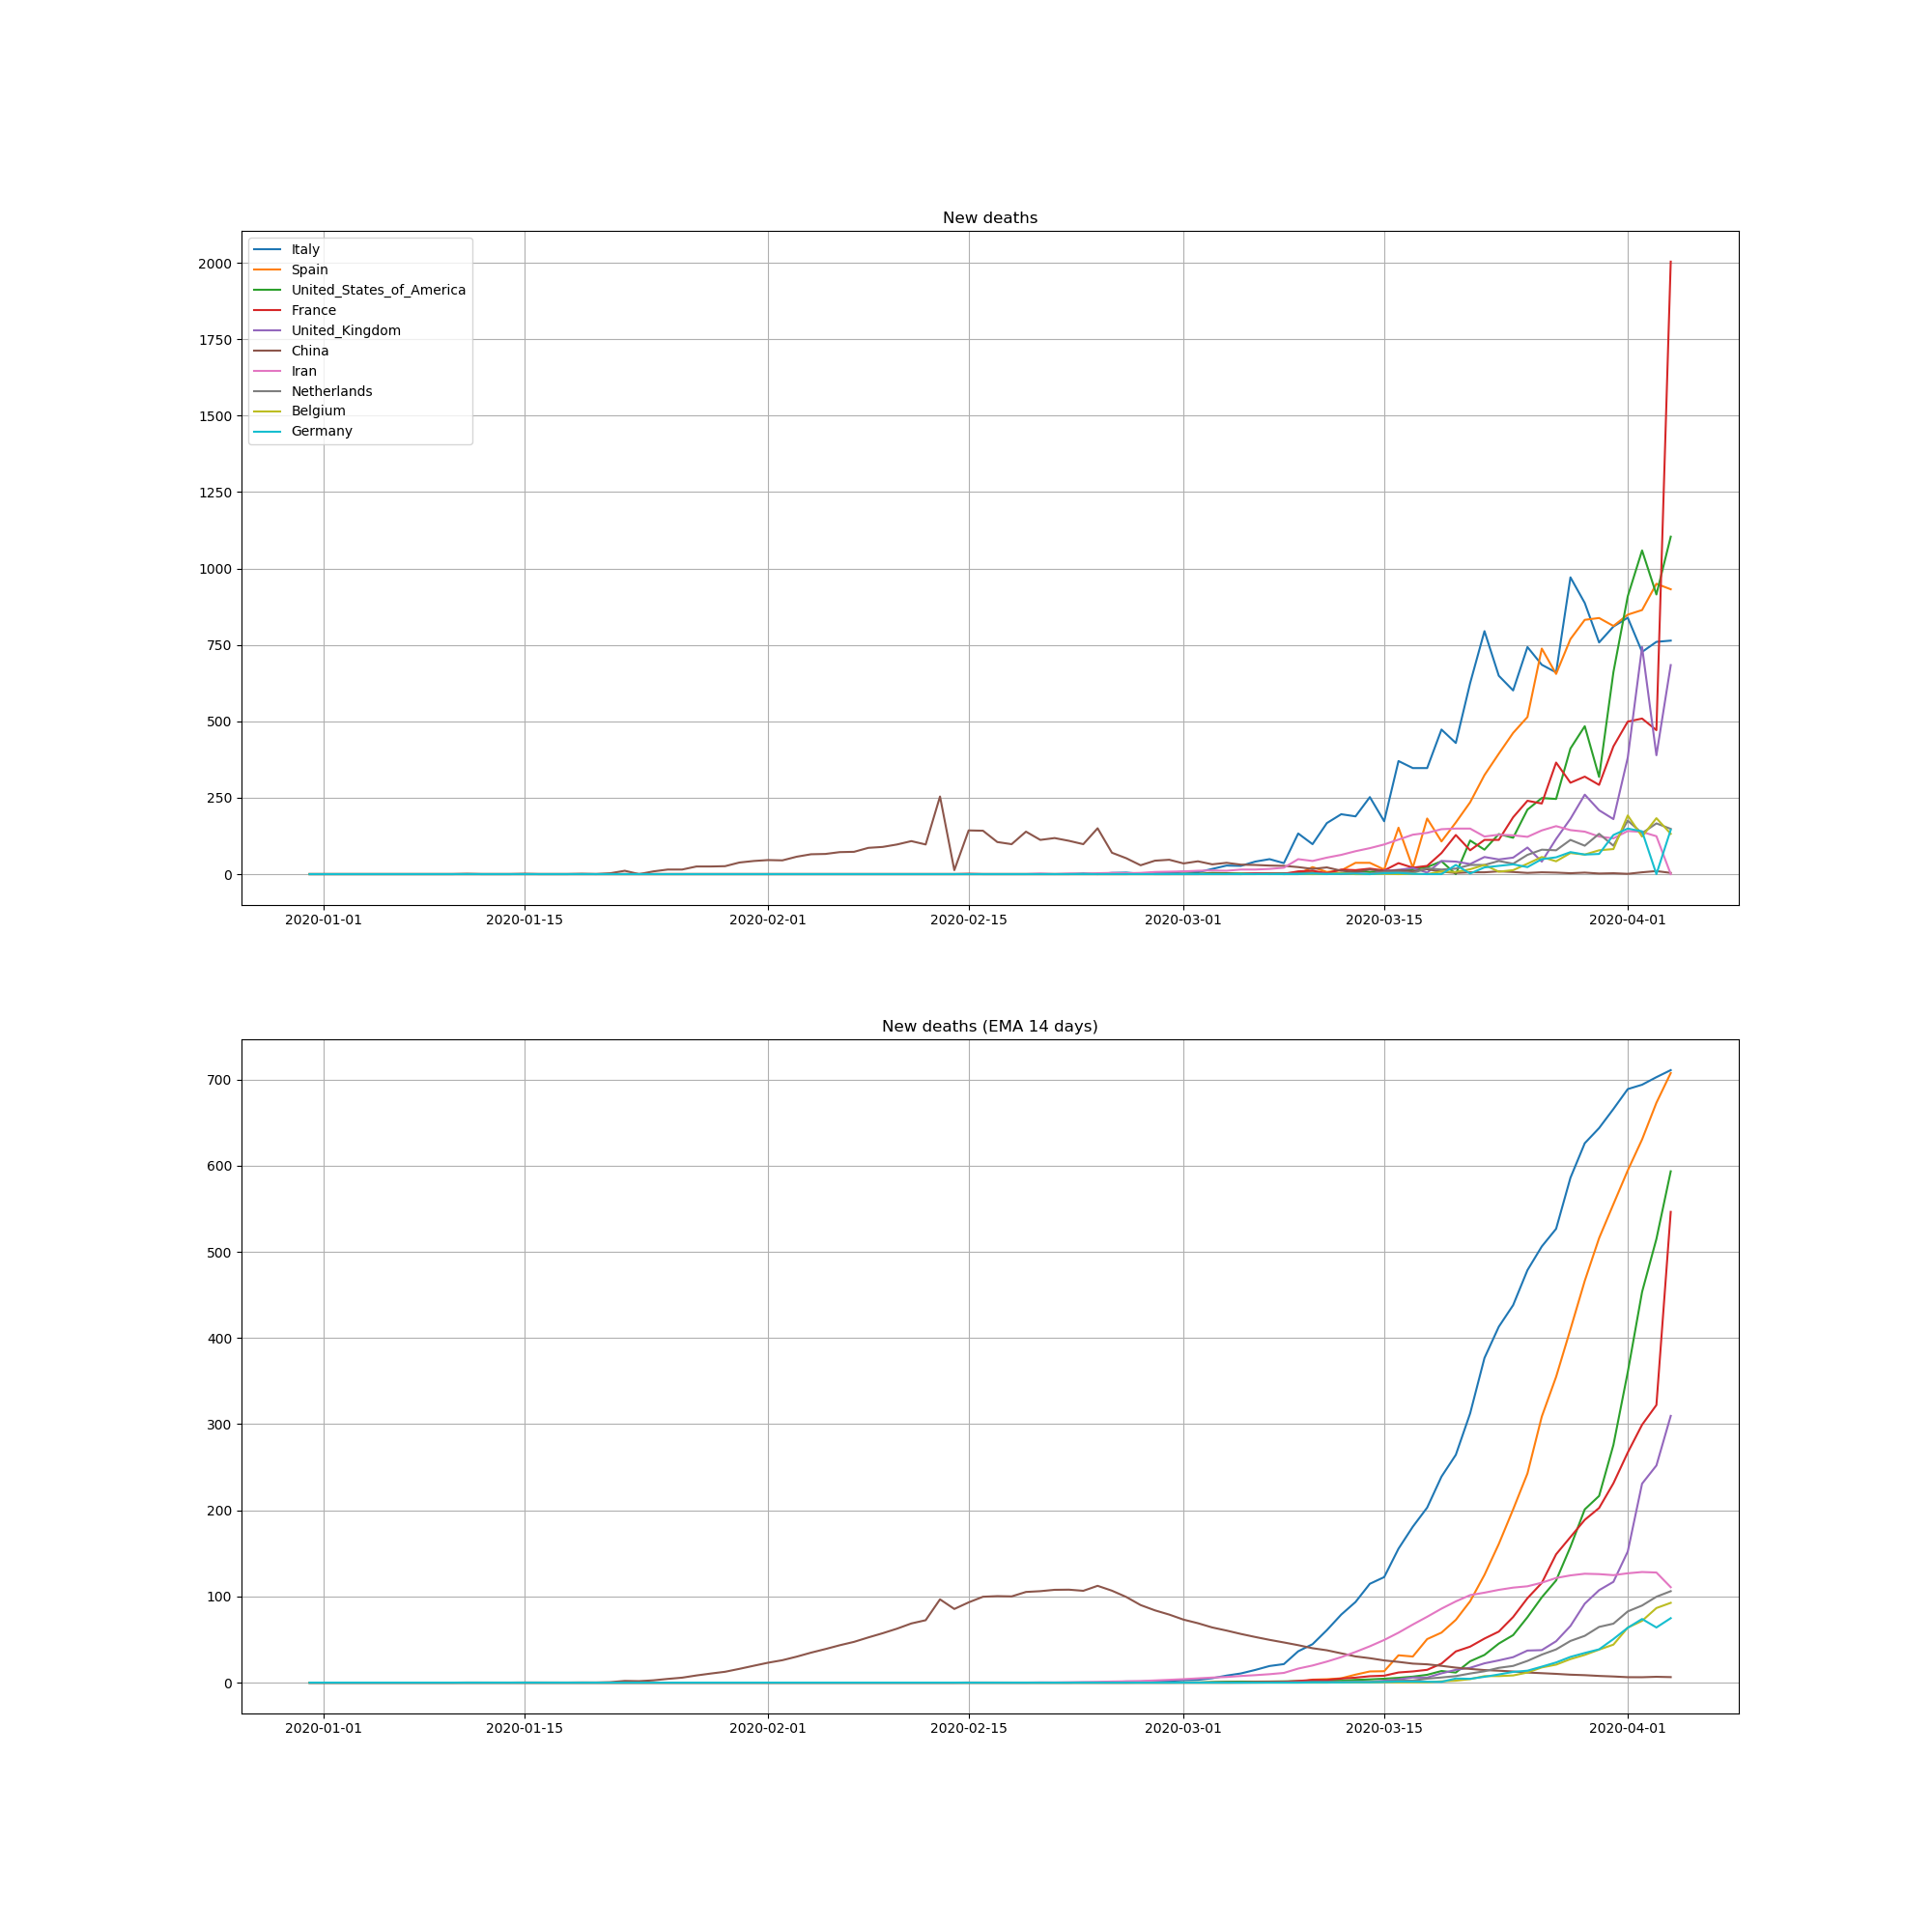 New deaths
Italy
Spain
United_States_of_America
France
United_Kingdom
China
Iran
Netherlands
Belgium
Germany
2000
1750
1500
1250
1000
750
500
250
0
2020-01-01 2020-01-15 2020-02-01 2020-02-15 2020-03-01 2020-03-15 2020-04-01
New deaths (EMA 14 days)
700
600
500
400
300
200
100
0
2020-01-01 2020-01-15 2020-02-01 2020-02-15 2020-03-01 2020-03-15 2020-04-01